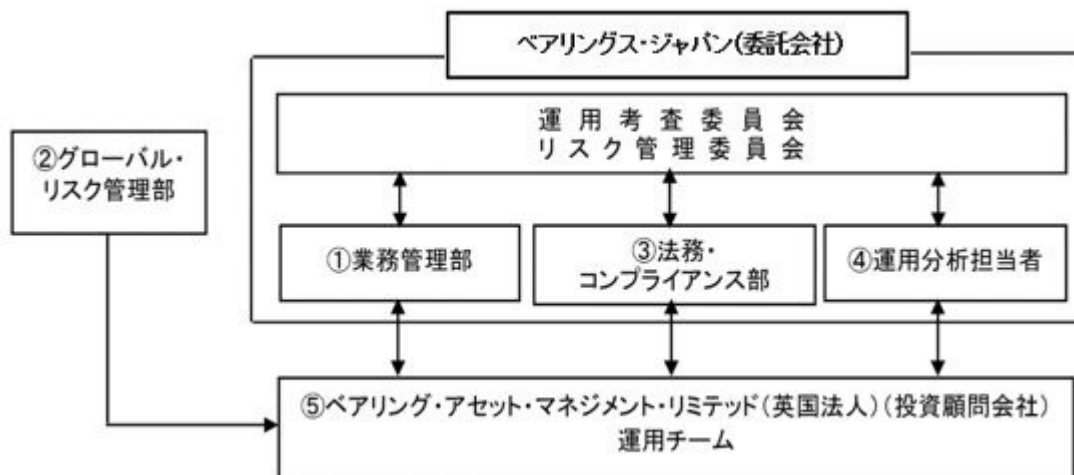 ベアリングス・ジャパン(委託会社)
運用考査委員会
リスク管理委員会
②グローバル・
リスク管理部
①業務管理部
③法務・
コンプライアンス部
④運用分析担当者
⑤ベアリング・アセット・マネジメント・リミテッド(英国法人)(投資顧問会社)
運用チーム